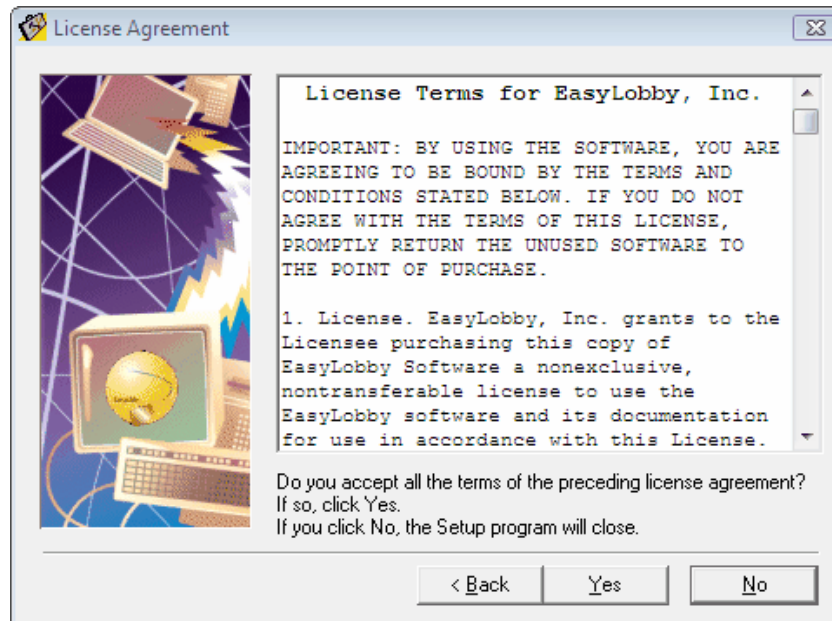 License Agreement
License Terms for EasyLobby, Inc.
IMPORTANT: BY USING THE SOFTWARE, YOU ARE
AGREEING TO BE BOUND BY THE TERMS AND
CONDITIONS STATED BELOW. IF YOU DO NOT
AGREE WITH THE TERMS OF THIS LICENSE,
PROMPTLY RETURN THE UNUSED SOFTWARE TO
THE POINT OF PURCHASE.
1. License. EasyLobby, Inc. grants to the
Licensee purchasing this copy of
EasyLobby Software a nonexclusive,
nontransferable license to use the
EasyLobby software and its documentation
for use in accordance with this License.
Do you accept all the terms of the preceding license agreement?
If so, click Yes.
If you click No, the Setup program will close.
< Back
Yes
No